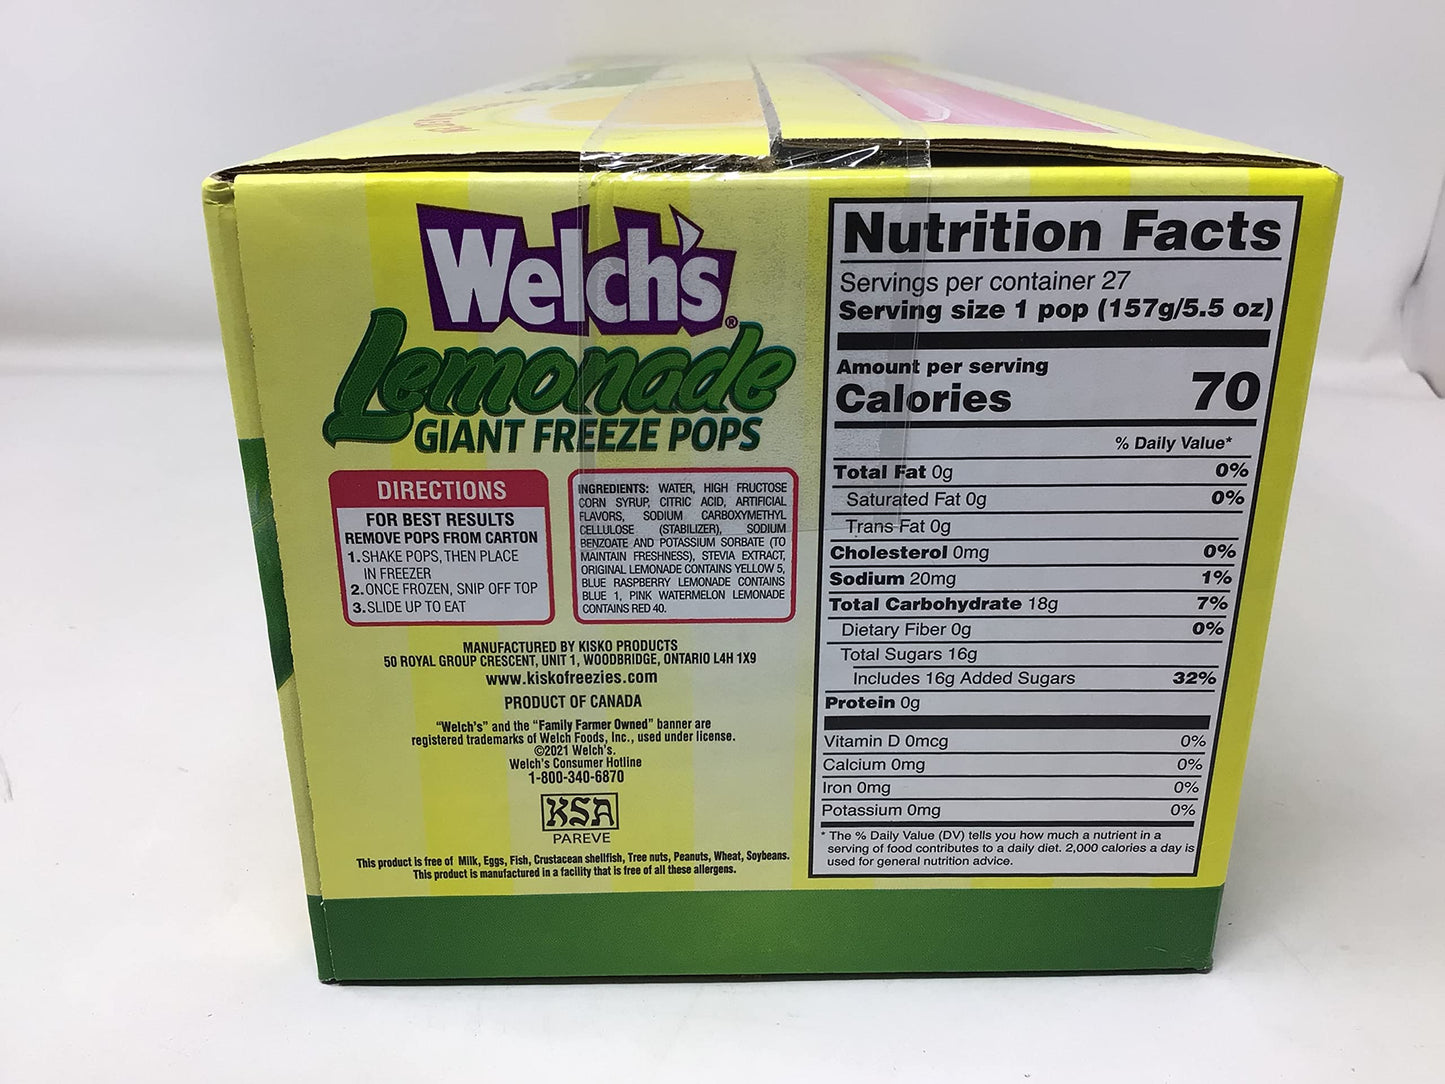 Welch's®
Lemonade
GIANT FREEZE POPS
DIRECTIONS
FOR BEST RESULTS
REMOVE POPS FROM CARTON
1. SHAKE POPS, THEN PLACE
IN FREEZER
2. ONCE FROZEN, SNIP OFF TOP
3. SLIDE UP TO EAT
INGREDIENTS: WATER, HIGH FRUCTOSE
CORN SYRUP, CITRIC ACID, ARTIFICIAL
FLAVORS, SODIUM CARBOXYMETHYL
CELLULOSE (STABILIZER), SODIUM
BENZOATE AND POTASSIUM SORBATE (TO
MAINTAIN FRESHNESS), STEVIA EXTRACT,
ORIGINAL LEMONADE CONTAINS YELLOW 5,
BLUE RASPBERRY LEMONADE CONTAINS
BLUE 1, PINK WATERMELON LEMONADE
CONTAINS RED 40.
MANUFACTURED BY KISKO PRODUCTS
50 ROYAL GROUP CRESCENT, UNIT 1, WOODBRIDGE, ONTARIO L4H 1X9
www.kiskofreezies.com
PRODUCT OF CANADA
"Welch's" and the "Family Farmer Owned" banner are
registered trademarks of Welch Foods, Inc., used under license.
©2021 Welch's.
Welch's Consumer Hotline
1-800-340-6870
KSA
PAREVE
This product is free of Milk, Eggs, Fish, Crustacean shellfish, Tree nuts, Peanuts, Wheat, Soybeans.
This product is manufactured in a facility that is free of all these allergens.
Nutrition Facts
Servings per container 27
Serving size 1 pop (157g/5.5 oz)
Amount per serving
Calories 70
% Daily Value*
Total Fat 0g 0%
Saturated Fat 0g 0%
Trans Fat 0g
Cholesterol 0mg 0%
Sodium 20mg 1%
Total Carbohydrate 18g 7%
Dietary Fiber 0g 0%
Total Sugars 16g
Includes 16g Added Sugars 32%
Protein 0g
Vitamin D 0mcg 0%
Calcium 0mg 0%
Iron 0mg 0%
Potassium 0mg 0%
* The % Daily Value (DV) tells you how much a nutrient in a
serving of food contributes to a daily diet. 2,000 calories a day is
used for general nutrition advice.